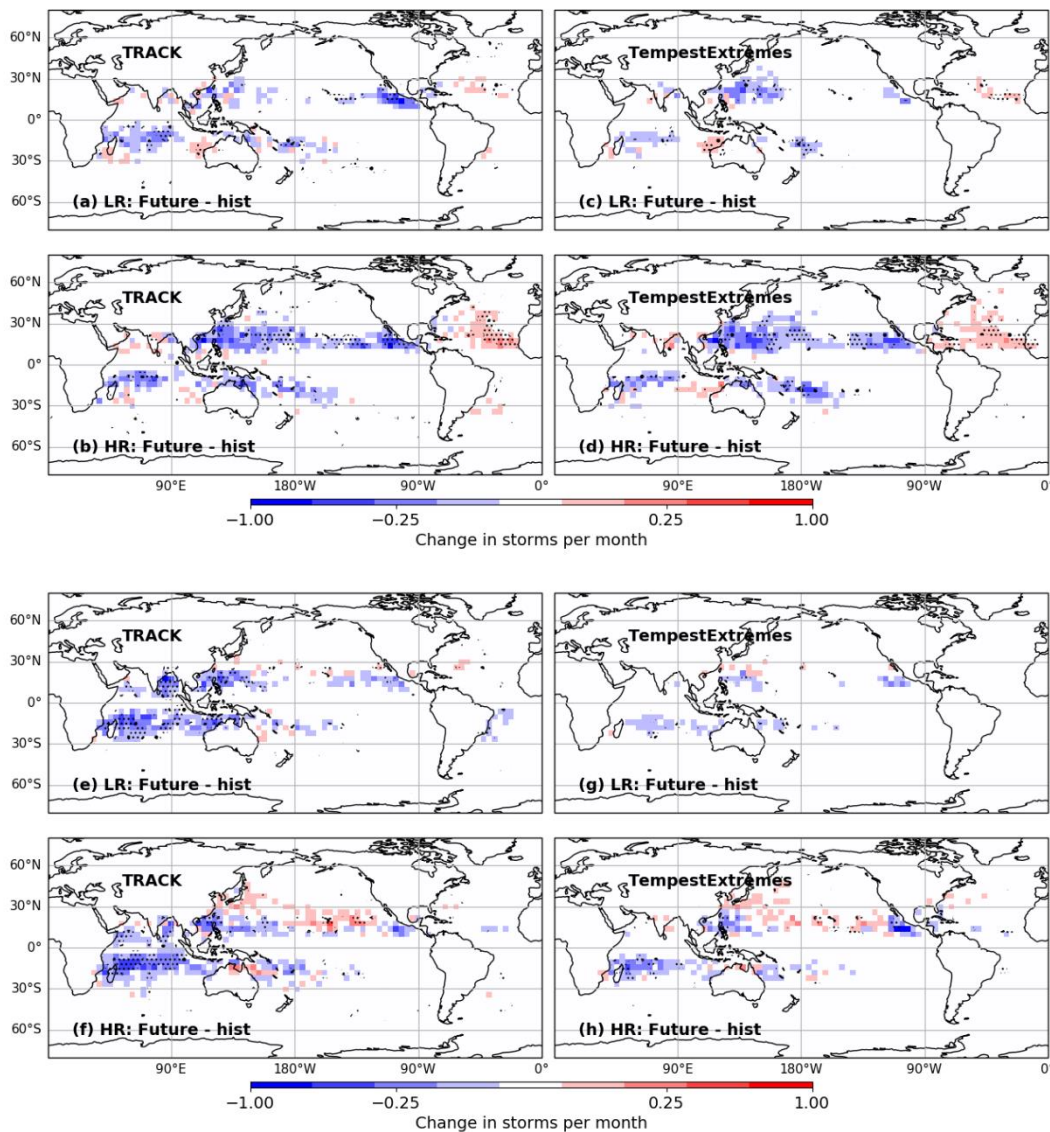 60°N TRACK TempestExtremes
30°N
0°
30°S
60°S (a) LR: Future - hist (c) LR: Future - hist
60°N TRACK TempestExtremes
30°N
0°
30°S
60°S (b) HR: Future - hist (d) HR: Future - hist
90°E 180°W 90°W 0° 90°E 180°W 90°W 0°
−1.00 −0.25 0.25 1.00
Change in storms per month
60°N TRACK TempestExtremes
30°N
0°
30°S
60°S (e) LR: Future - hist (g) LR: Future - hist
60°N TRACK TempestExtremes
30°N
0°
30°S
60°S (f) HR: Future - hist (h) HR: Future - hist
90°E 180°W 90°W 0° 90°E 180°W 90°W 0°
−1.00 −0.25 0.25 1.00
Change in storms per month